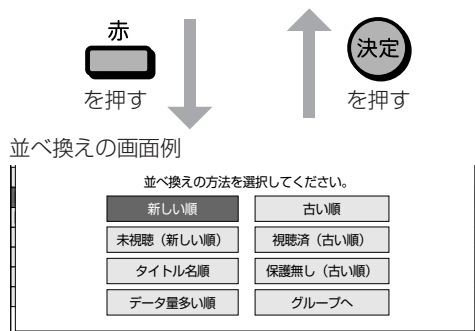 赤
決定
を押す
を押す
並べ換えの画面例
並べ換えの方法を選択してください。
新しい順
古い順
未視聴（新しい順）
視聴済（古い順）
タイトル名順
保護無し（古い順）
データ量多い順
グループへ